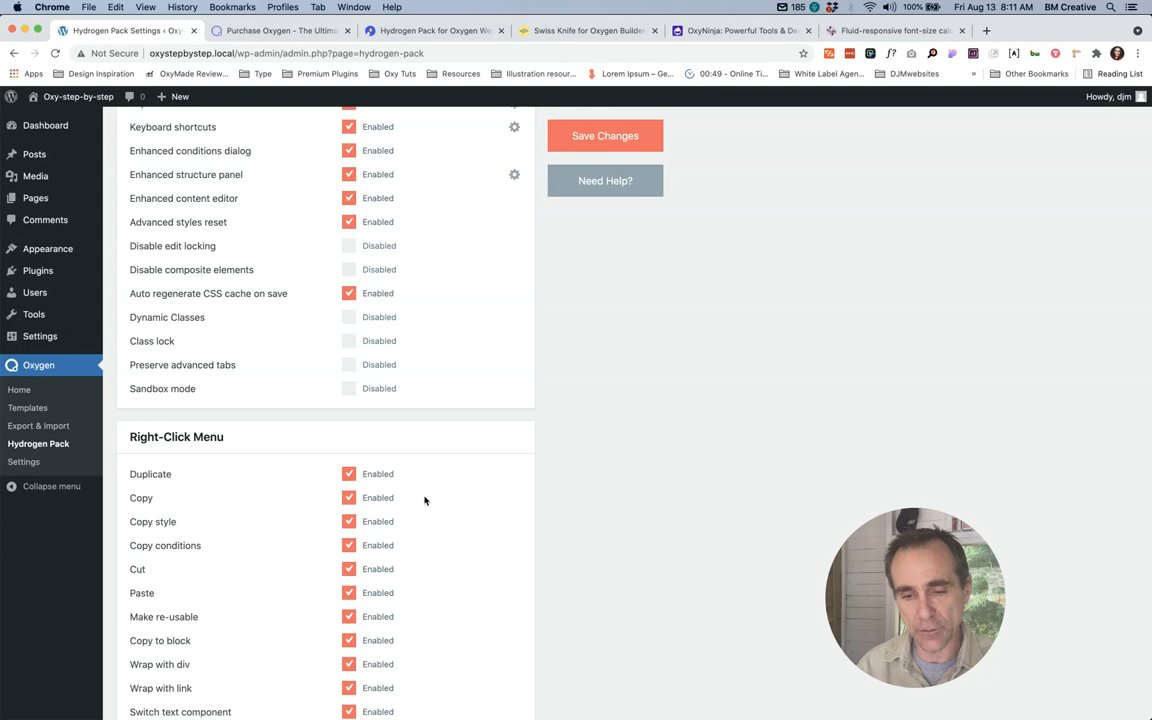 Chrome File Edit View History Bookmarks Profiles Tab Window Help 185 100% Fri Aug 13 8:11 AM BM Creative
Hydrogen Pack Settings ‹ Oxy Purchase Oxygen – The Ultima Hydrogen Pack for Oxygen We Swiss Knife for Oxygen Builder OxyNinja: Powerful Tools & De Fluid-responsive font-size calc
Not Secure oxystepbystep.local/wp-admin/admin.php?page=hydrogen-pack
Apps Design Inspiration OxyMade Review... Type Premium Plugins Oxy Tuts Resources Illustration resour... Lorem Ipsum – Ge... 00:49 - Online Ti... White Label Agen... DJMwebsites » Other Bookmarks Reading List
Oxy-step-by-step 0 New Howdy, djm
Dashboard
Posts
Media
Pages
Comments
Appearance
Plugins
Users
Tools
Settings
Oxygen
Home
Templates
Export & Import
Hydrogen Pack
Settings
Collapse menu
Keyboard shortcuts Enabled
Enhanced conditions dialog Enabled
Enhanced structure panel Enabled
Enhanced content editor Enabled
Advanced styles reset Enabled
Disable edit locking Disabled
Disable composite elements Disabled
Auto regenerate CSS cache on save Enabled
Dynamic Classes Disabled
Class lock Disabled
Preserve advanced tabs Disabled
Sandbox mode Disabled
Right-Click Menu
Duplicate Enabled
Copy Enabled
Copy style Enabled
Copy conditions Enabled
Cut Enabled
Paste Enabled
Make re-usable Enabled
Copy to block Enabled
Wrap with div Enabled
Wrap with link Enabled
Switch text component Enabled
Save Changes
Need Help?